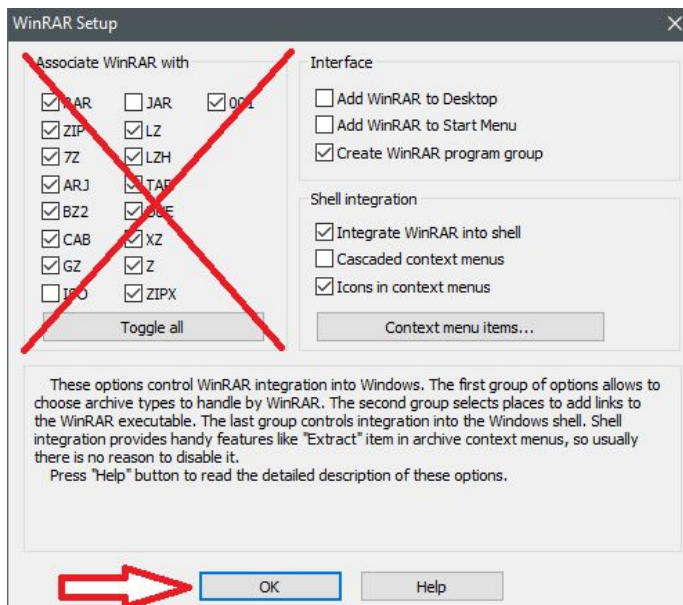 WinRAR Setup
Associate WinRAR with
RAR JAR 001
ZIP LZ
7Z LZH
ARJ TAR
BZ2 UUE
CAB XZ
GZ Z
ISO ZIPX
Toggle all
Interface
Add WinRAR to Desktop
Add WinRAR to Start Menu
Create WinRAR program group
Shell integration
Integrate WinRAR into shell
Cascaded context menus
Icons in context menus
Context menu items...
These options control WinRAR integration into Windows. The first group of options allows to
choose archive types to handle by WinRAR. The second group selects places to add links to
the WinRAR executable. The last group controls integration into the Windows shell. Shell
integration provides handy features like "Extract" item in archive context menus, so usually
there is no reason to disable it.
Press "Help" button to read the detailed description of these options.
OK Help